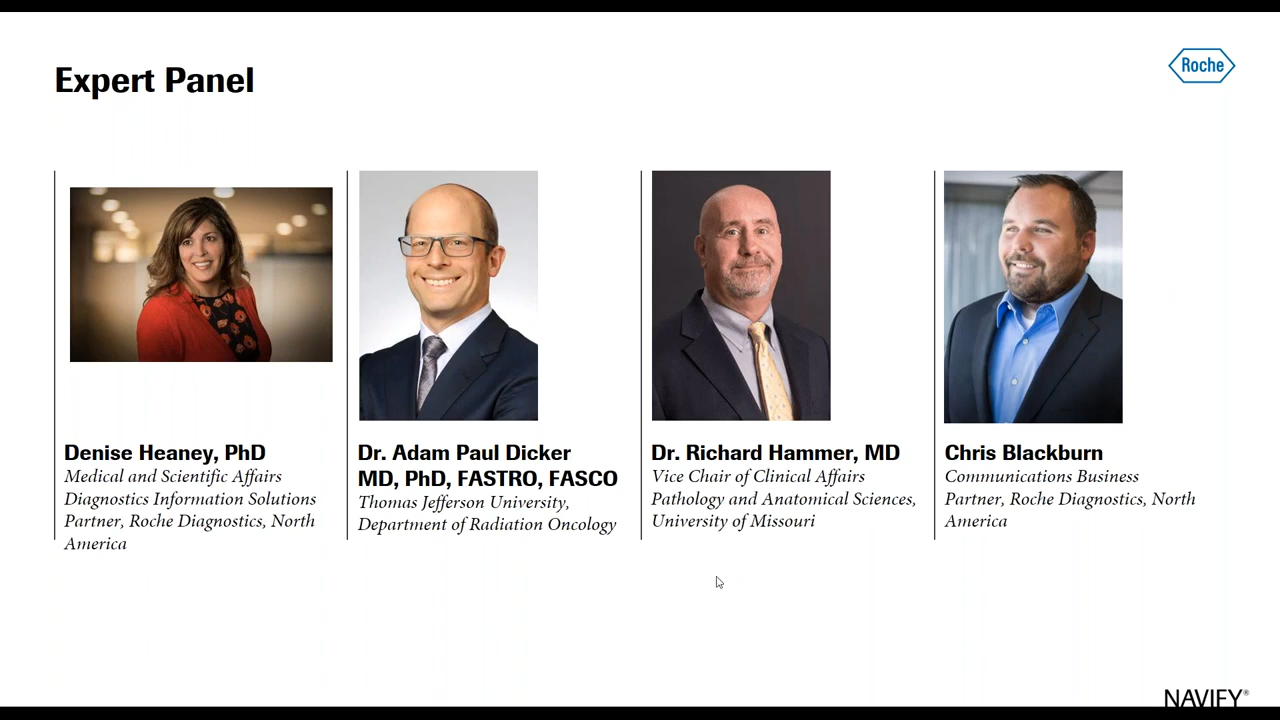 Expert Panel
Roche
Denise Heaney, PhD
Medical and Scientific Affairs
Diagnostics Information Solutions
Partner, Roche Diagnostics, North
America
Dr. Adam Paul Dicker
MD, PhD, FASTRO, FASCO
Thomas Jefferson University,
Department of Radiation Oncology
Dr. Richard Hammer, MD
Vice Chair of Clinical Affairs
Pathology and Anatomical Sciences,
University of Missouri
Chris Blackburn
Communications Business
Partner, Roche Diagnostics, North
America
NAVIFY®